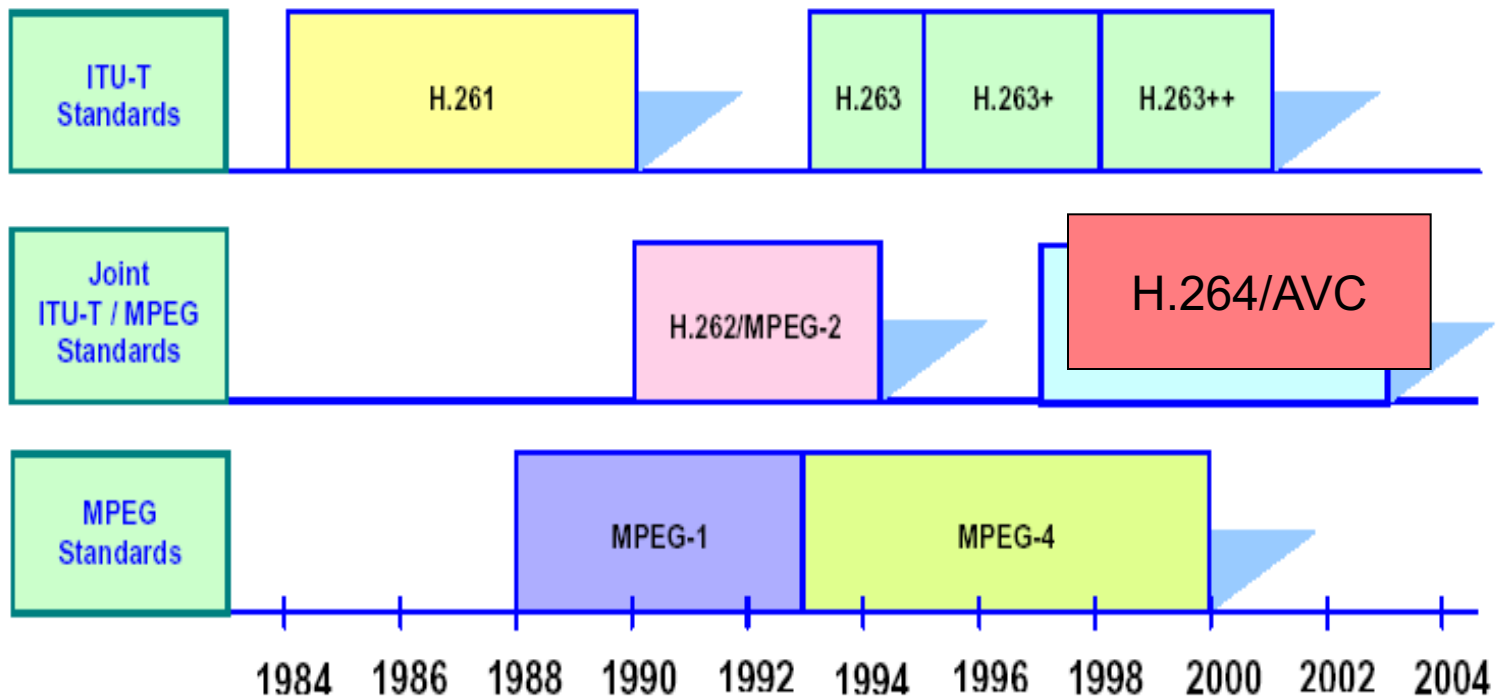 ITU-T
Standards
H.261
H.263
H.263+
H.263++
Joint
ITU-T / MPEG
Standards
H.262/MPEG-2
H.264/AVC
MPEG
Standards
MPEG-1
MPEG-4
1984 1986 1988 1990 1992 1994 1996 1998 2000 2002 2004